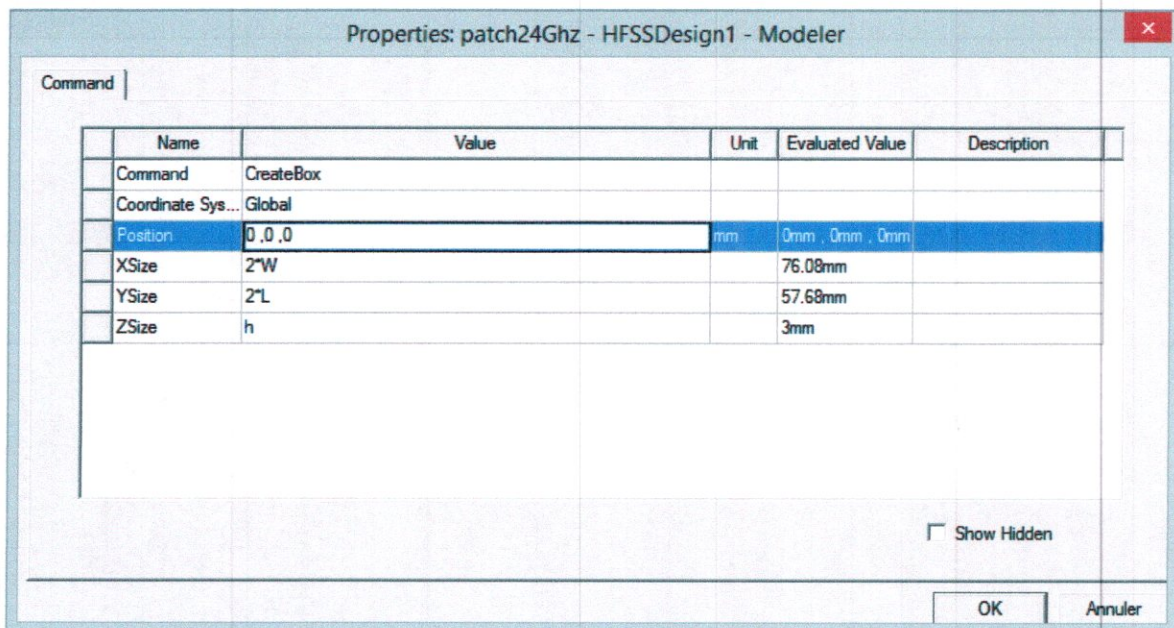 Properties: patch24Ghz - HFSSDesign1 - Modeler
Command
Name Value Unit Evaluated Value Description
Command CreateBox
Coordinate Sys... Global
Position 0 ,0 ,0 mm 0mm , 0mm , 0mm
XSize 2*W 76.08mm
YSize 2*L 57.68mm
ZSize h 3mm
Show Hidden
OK Annuler